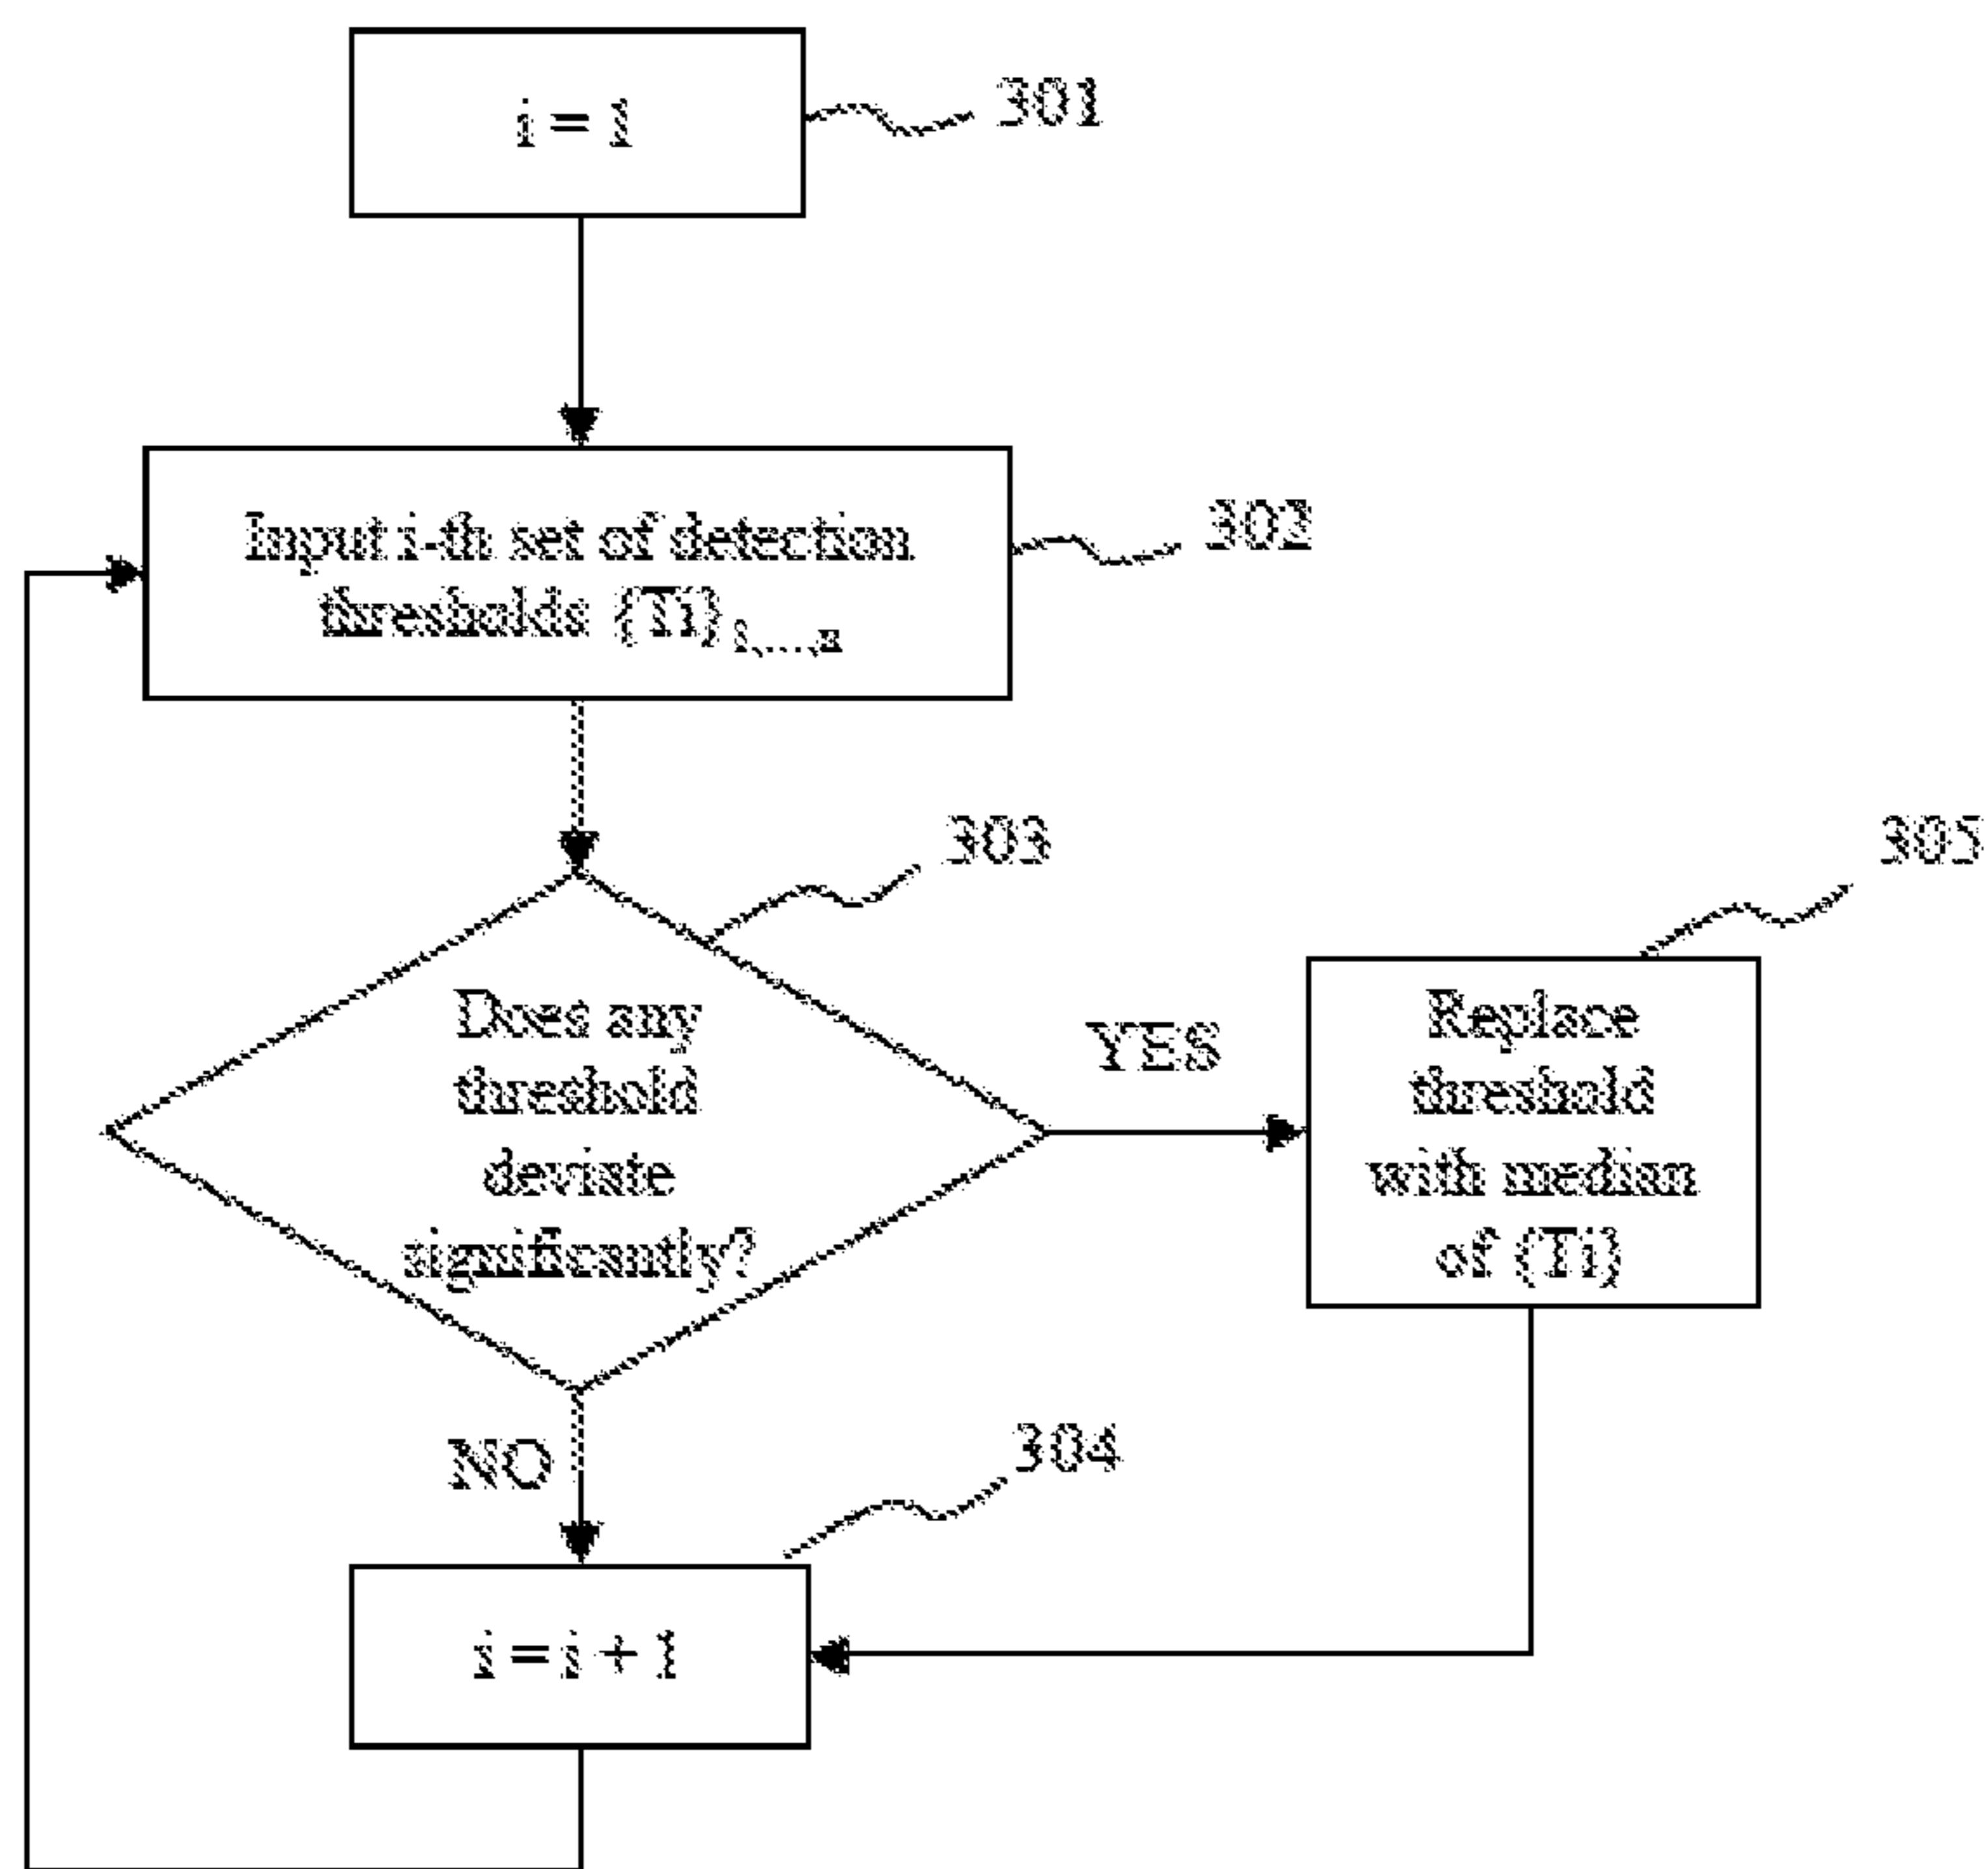 i = 1
301
Input i-th set of detection
thresholds {Ti}1,...,n
302
303
305
Does any
threshold
deviate
significantly?
YES
Replace
threshold
with median
of {Ti}
NO
304
i = i + 1